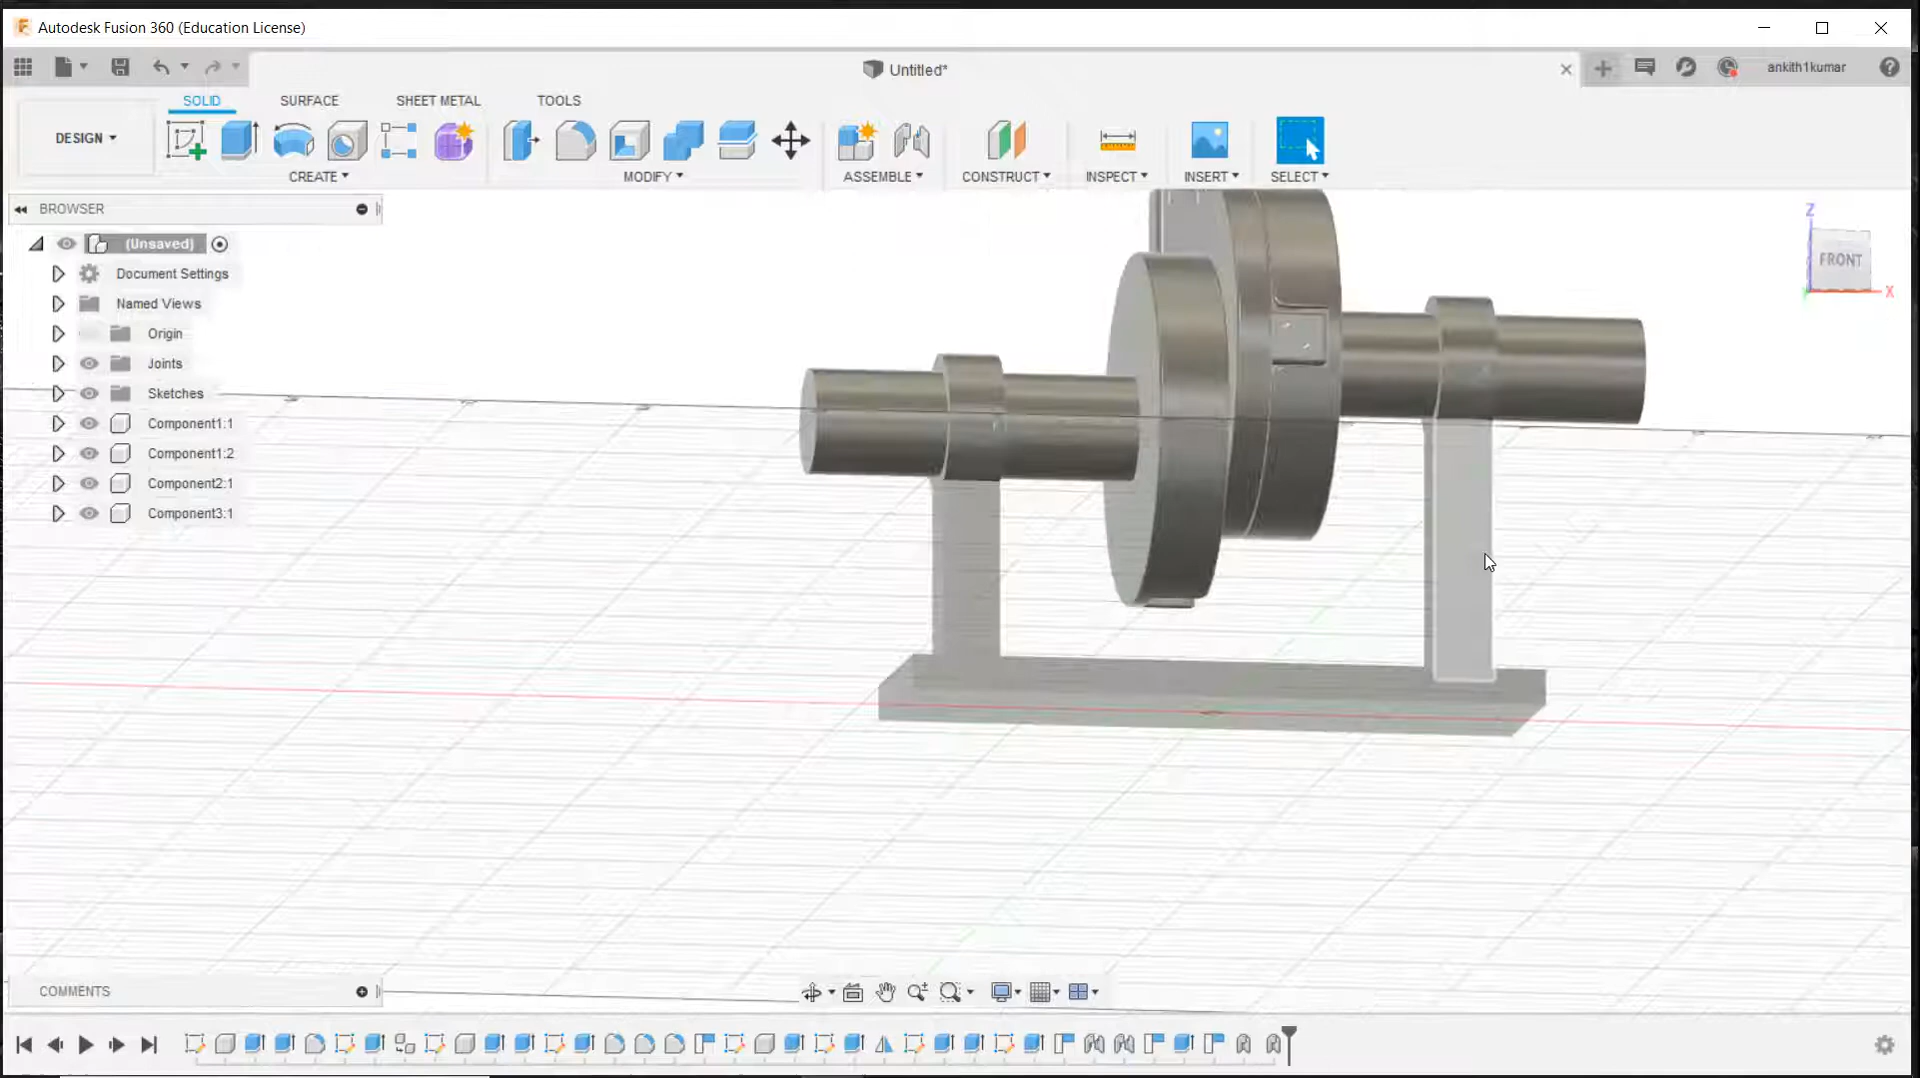 Autodesk Fusion 360 (Education License)
Untitled*
ankith1kumar
SOLID
SURFACE
SHEET METAL
TOOLS
DESIGN
CREATE
MODIFY
ASSEMBLE
CONSTRUCT
INSPECT
INSERT
SELECT
BROWSER
(Unsaved)
Document Settings
Named Views
Origin
Joints
Sketches
Component1:1
Component1:2
Component2:1
Component3:1
Z
FRONT
X
COMMENTS